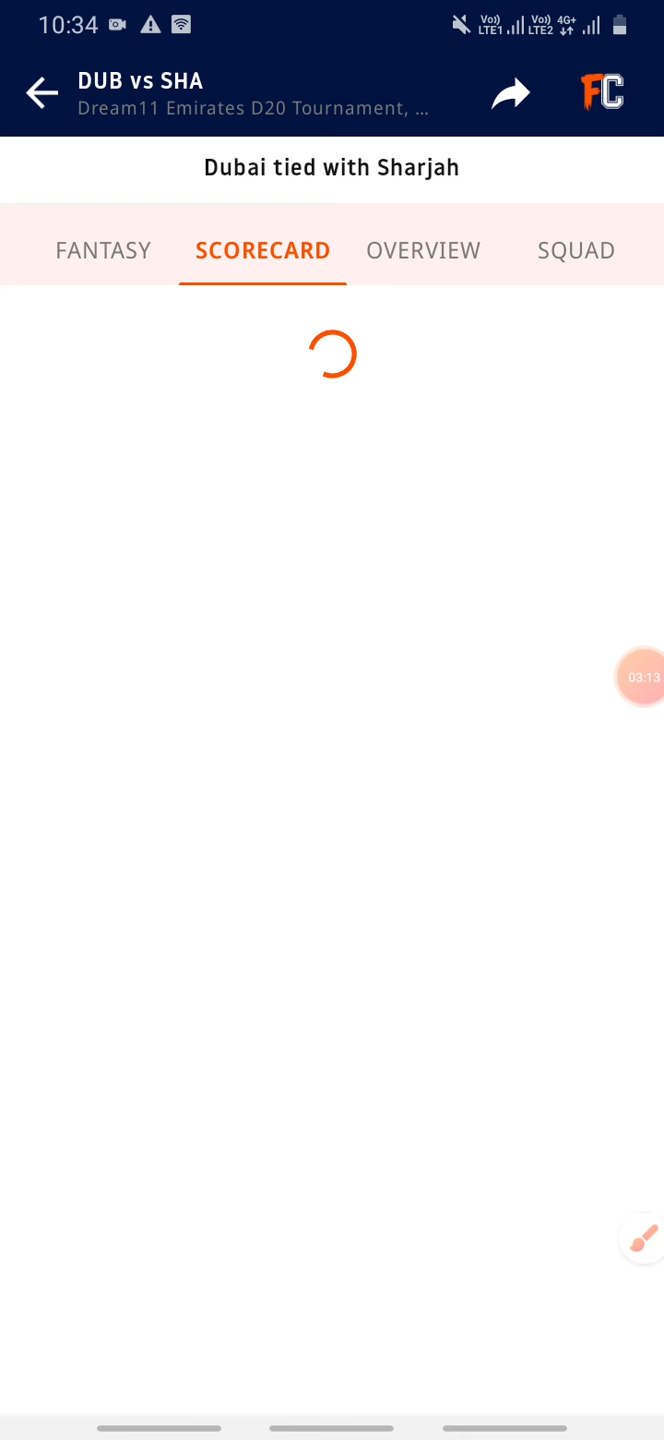 10:34
Vo)) LTE1 Vo)) LTE2 4G+
DUB vs SHA
Dream11 Emirates D20 Tournament, ...
FC
Dubai tied with Sharjah
FANTASY SCORECARD OVERVIEW SQUAD
03:13